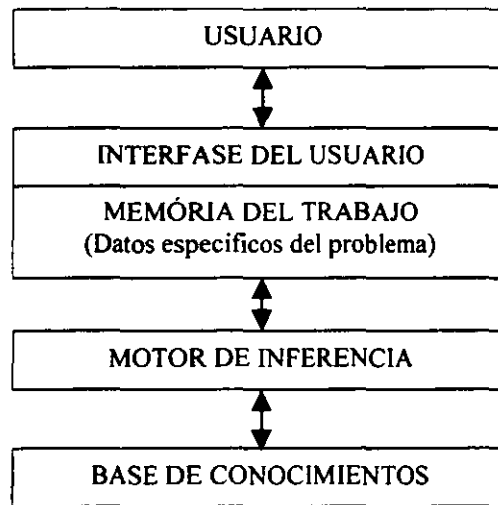 USUARIO
INTERFASE DEL USUARIO
MEMÓRIA DEL TRABAJO
(Datos especificos del problema)
MOTOR DE INFERENCIA
BASE DE CONOCIMIENTOS